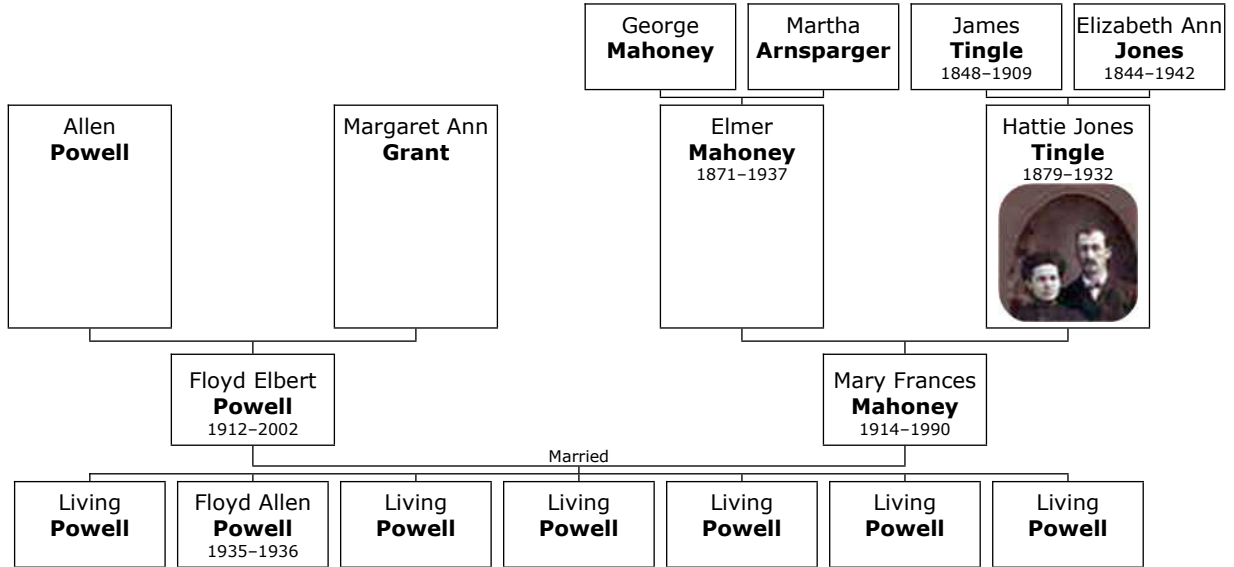 George
Mahoney
Martha
Arnsparger
James
Tingle
1848–1909
Elizabeth Ann
Jones
1844–1942
Allen
Powell
Margaret Ann
Grant
Elmer
Mahoney
1871–1937
Hattie Jones
Tingle
1879–1932
Floyd Elbert
Powell
1912–2002
Mary Frances
Mahoney
1914–1990
Married
Living
Powell
Floyd Allen
Powell
1935–1936
Living
Powell
Living
Powell
Living
Powell
Living
Powell
Living
Powell